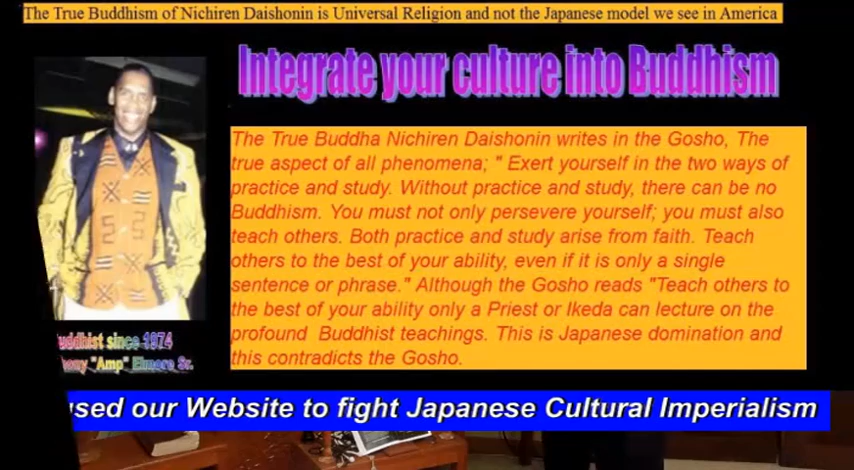 The True Buddhism of Nichiren Daishonin is Universal Religion and not the Japanese model we see in America
Integrate your culture into Buddhism
The True Buddha Nichiren Daishonin writes in the Gosho, The
true aspect of all phenomena; " Exert yourself in the two ways of
practice and study. Without practice and study, there can be no
Buddhism. You must not only persevere yourself; you must also
teach others. Both practice and study arise from faith. Teach
others to the best of your ability, even if it is only a single
sentence or phrase." Although the Gosho reads "Teach others to
the best of your ability only a Priest or Ikeda can lecture on the
profound Buddhist teachings. This is Japanese domination and
this contradicts the Gosho.
uddhist since 1974
hony "Amp" Elmore Sr.
used our Website to fight Japanese Cultural Imperialism